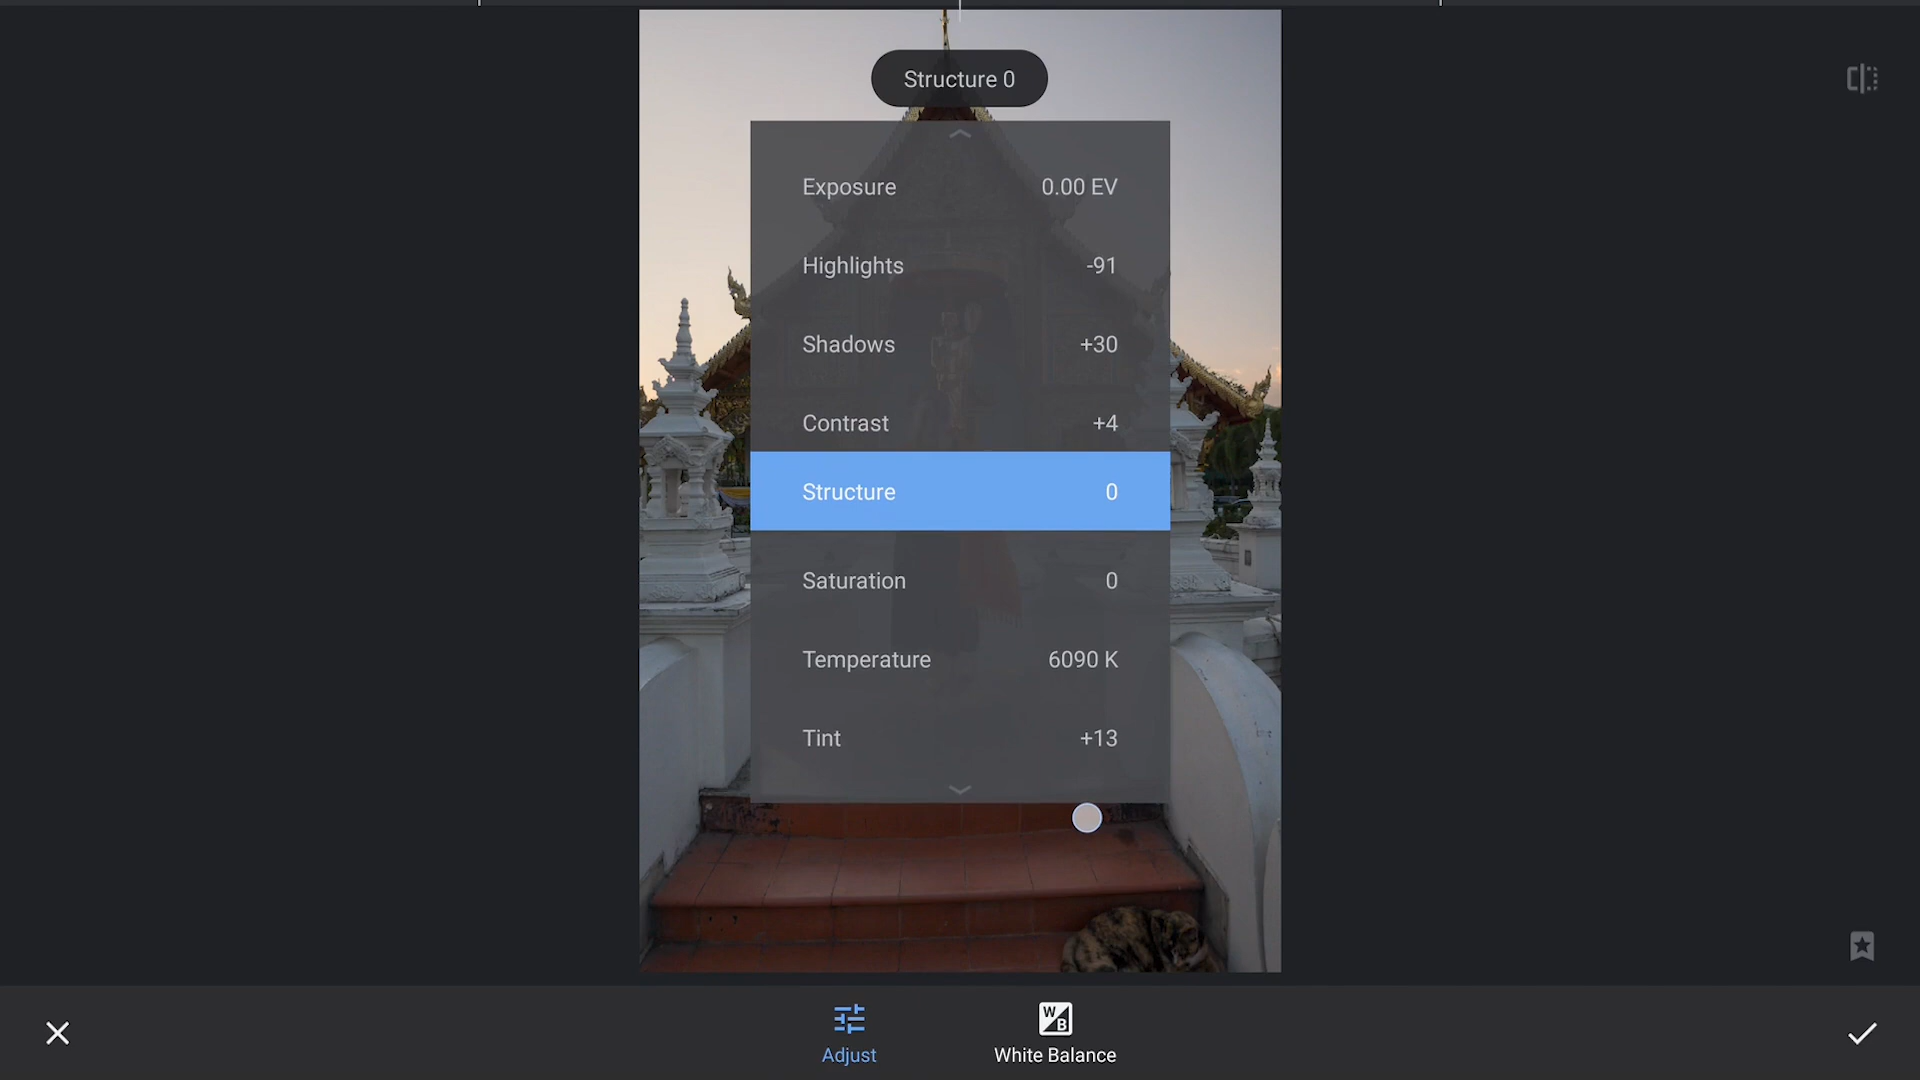 Structure 0
Exposure 0.00 EV
Highlights -91
Shadows +30
Contrast +4
Structure 0
Saturation 0
Temperature 6090 K
Tint +13
WB
Adjust White Balance